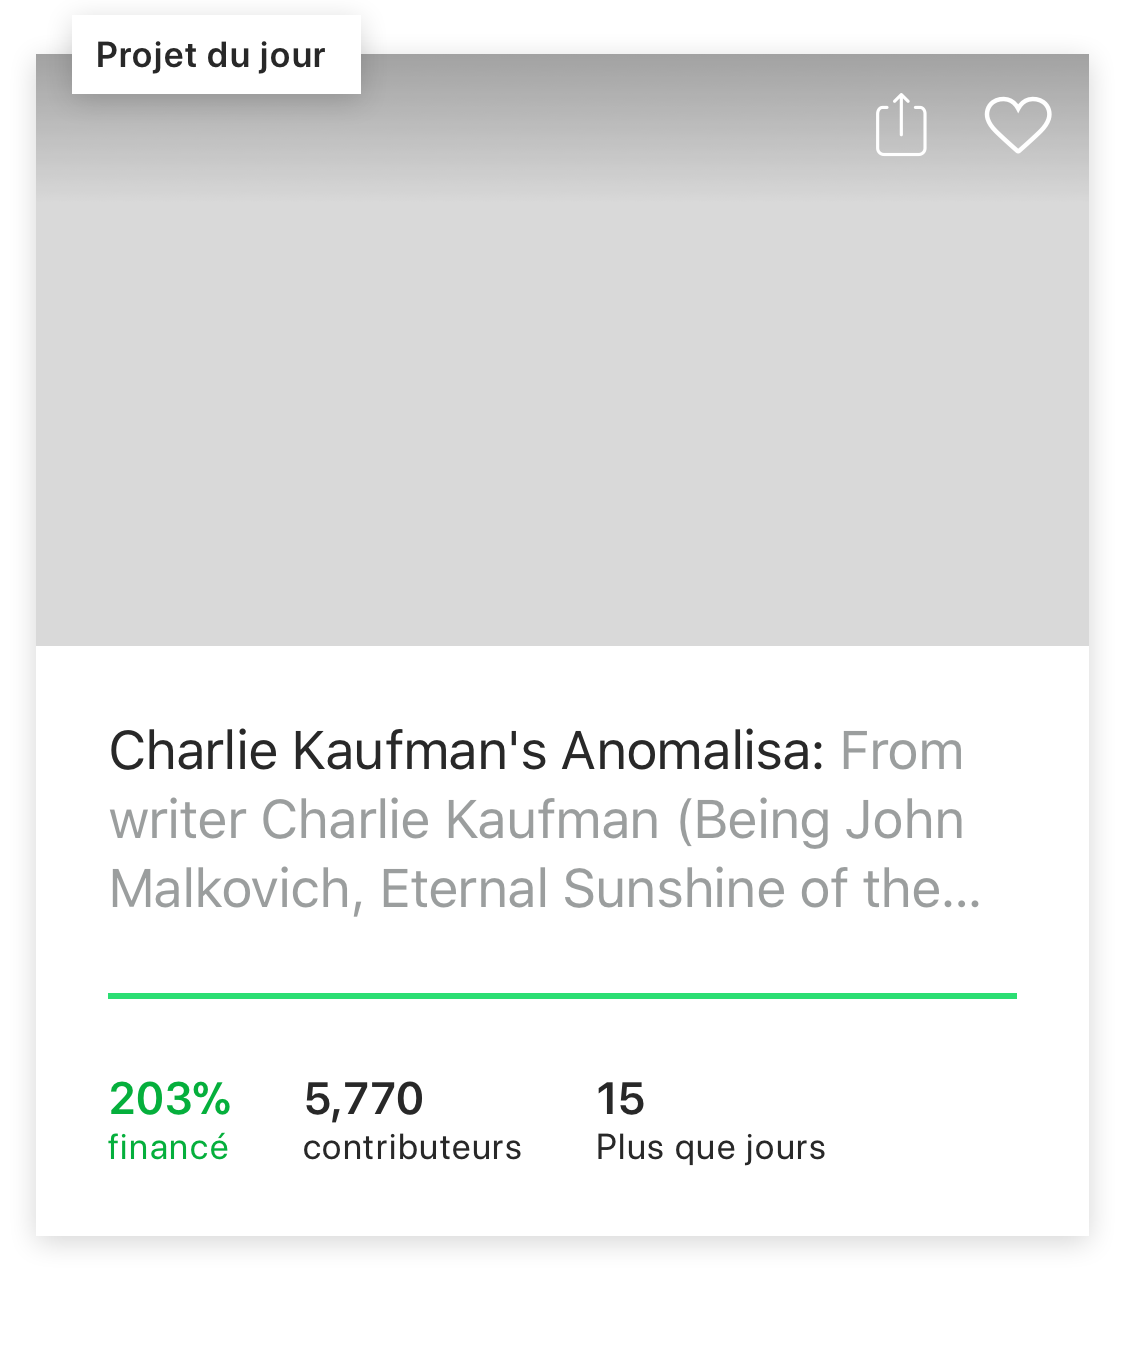 Projet du jour
Charlie Kaufman's Anomalisa: From
writer Charlie Kaufman (Being John
Malkovich, Eternal Sunshine of the...
203% 5,770 15
financé contributeurs Plus que jours